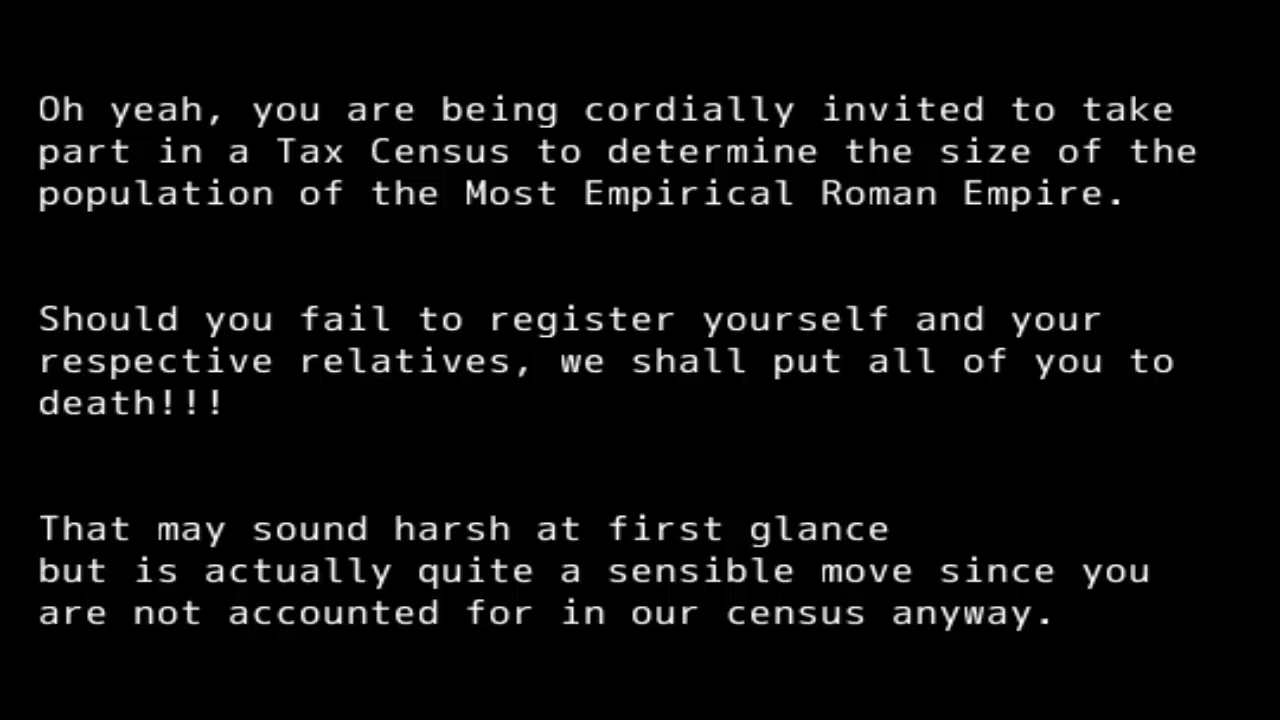 Oh yeah, you are being cordially invited to take
part in a Tax Census to determine the size of the
population of the Most Empirical Roman Empire.
Should you fail to register yourself and your
respective relatives, we shall put all of you to
death!!!
That may sound harsh at first glance
but is actually quite a sensible move since you
are not accounted for in our census anyway.